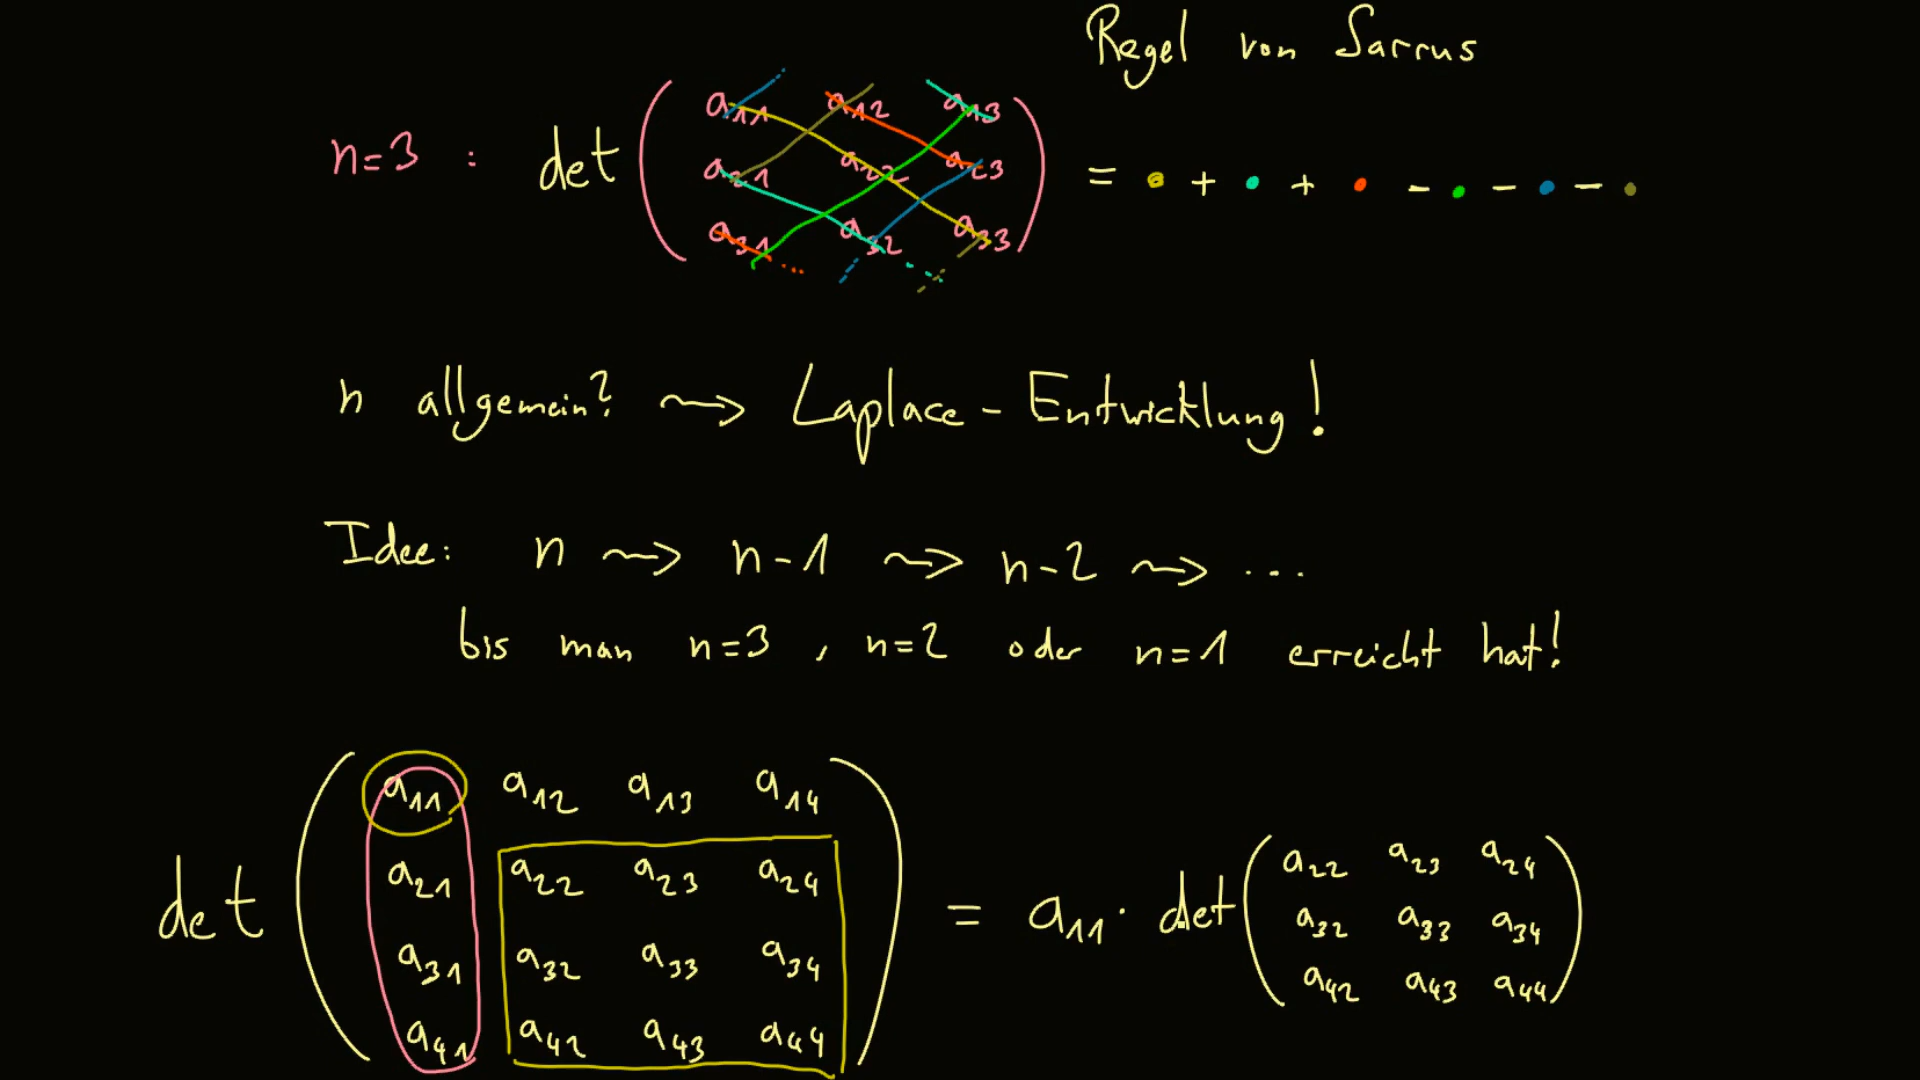 Regel von Sarrus
n=3 : det ( a₁₁ a₁₂ a₁₃
a₂₁ a₂₂ a₂₃
a₃₁ a₃₂ a₃₃ ) = • + • + • - • - • - •
n allgemein? ⇝ Laplace-Entwicklung!
Idee: n ⇝ n-1 ⇝ n-2 ⇝ ...
bis man n=3, n=2 oder n=1 erreicht hat!
det ( a₁₁ a₁₂ a₁₃ a₁₄
a₂₁ a₂₂ a₂₃ a₂₄
a₃₁ a₃₂ a₃₃ a₃₄
a₄₁ a₄₂ a₄₃ a₄₄ ) = a₁₁ · det ( a₂₂ a₂₃ a₂₄
a₃₂ a₃₃ a₃₄
a₄₂ a₄₃ a₄₄ )